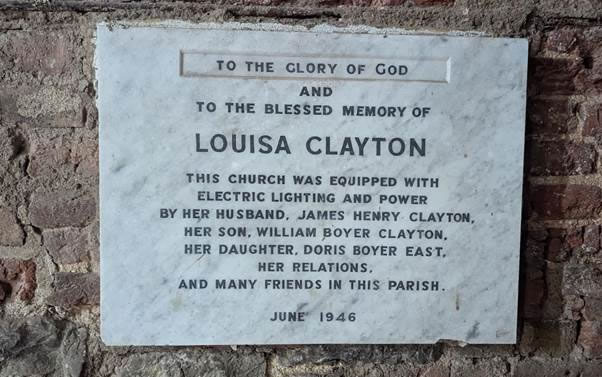 TO THE GLORY OF GOD
AND
TO THE BLESSED MEMORY OF
LOUISA CLAYTON
THIS CHURCH WAS EQUIPPED WITH
ELECTRIC LIGHTING AND POWER
BY HER HUSBAND, JAMES HENRY CLAYTON,
HER SON, WILLIAM BOYER CLAYTON,
HER DAUGHTER, DORIS BOYER EAST,
HER RELATIONS,
AND MANY FRIENDS IN THIS PARISH.
JUNE 1946